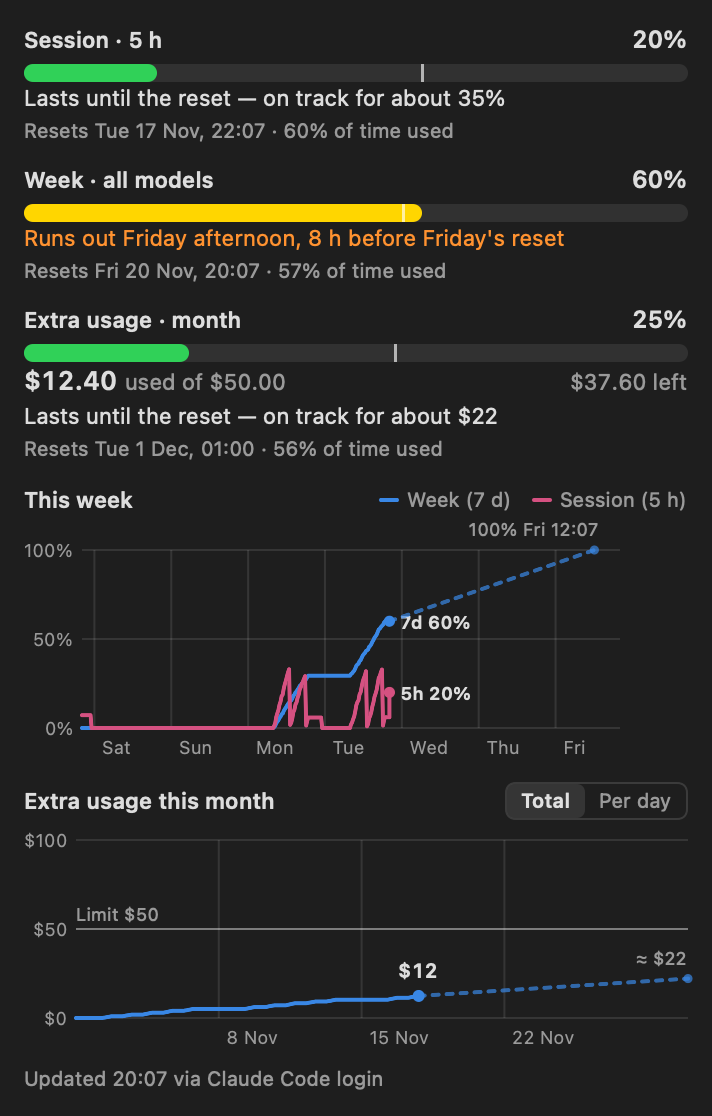 Session · 5 h 20%
Lasts until the reset — on track for about 35%
Resets Tue 17 Nov, 22:07 · 60% of time used
Week · all models 60%
Runs out Friday afternoon, 8 h before Friday's reset
Resets Fri 20 Nov, 20:07 · 57% of time used
Extra usage · month 25%
$12.40 used of $50.00 $37.60 left
Lasts until the reset — on track for about $22
Resets Tue 1 Dec, 01:00 · 56% of time used
This week Week (7 d) Session (5 h)
100% Fri 12:07
100%
50% 7d 60%
5h 20%
0%
Sat Sun Mon Tue Wed Thu Fri
Extra usage this month Total Per day
$100
Limit $50
$50
≈ $22
$12
$0
8 Nov 15 Nov 22 Nov
Updated 20:07 via Claude Code login